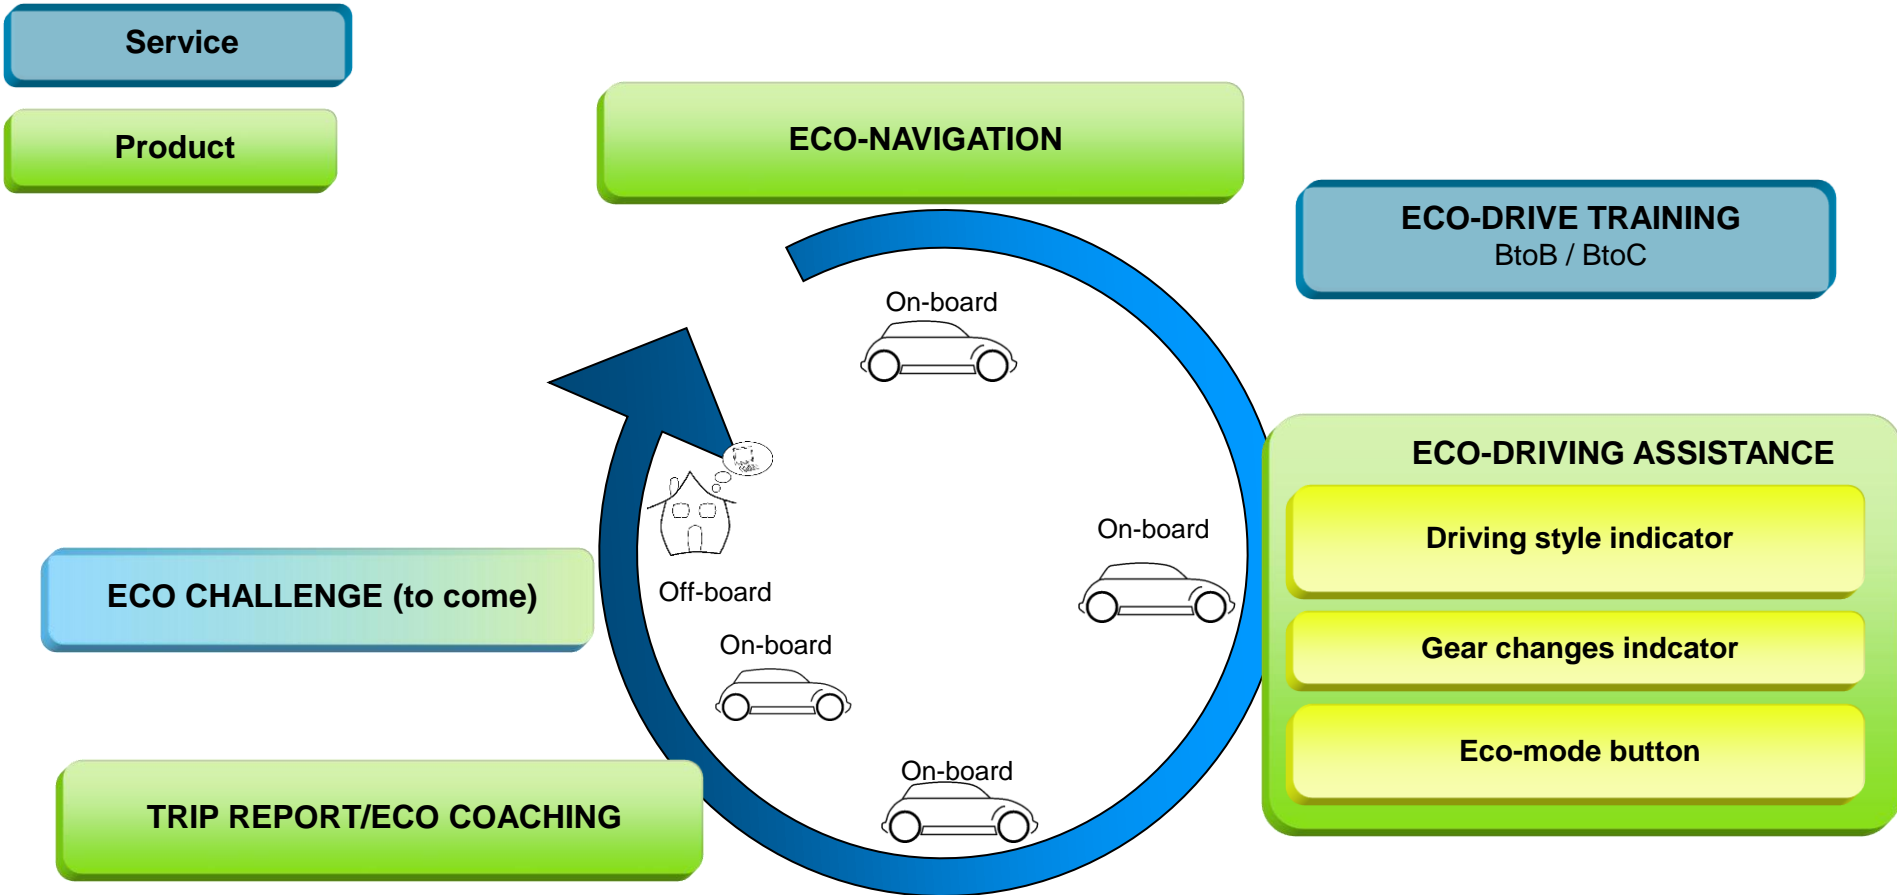 Service
Product
ECO-NAVIGATION
ECO-DRIVE TRAINING
BtoB / BtoC
On-board
ECO-DRIVING ASSISTANCE
Driving style indicator
On-board
Gear changes indcator
Eco-mode button
ECO CHALLENGE (to come)
Off-board
On-board
On-board
TRIP REPORT/ECO COACHING